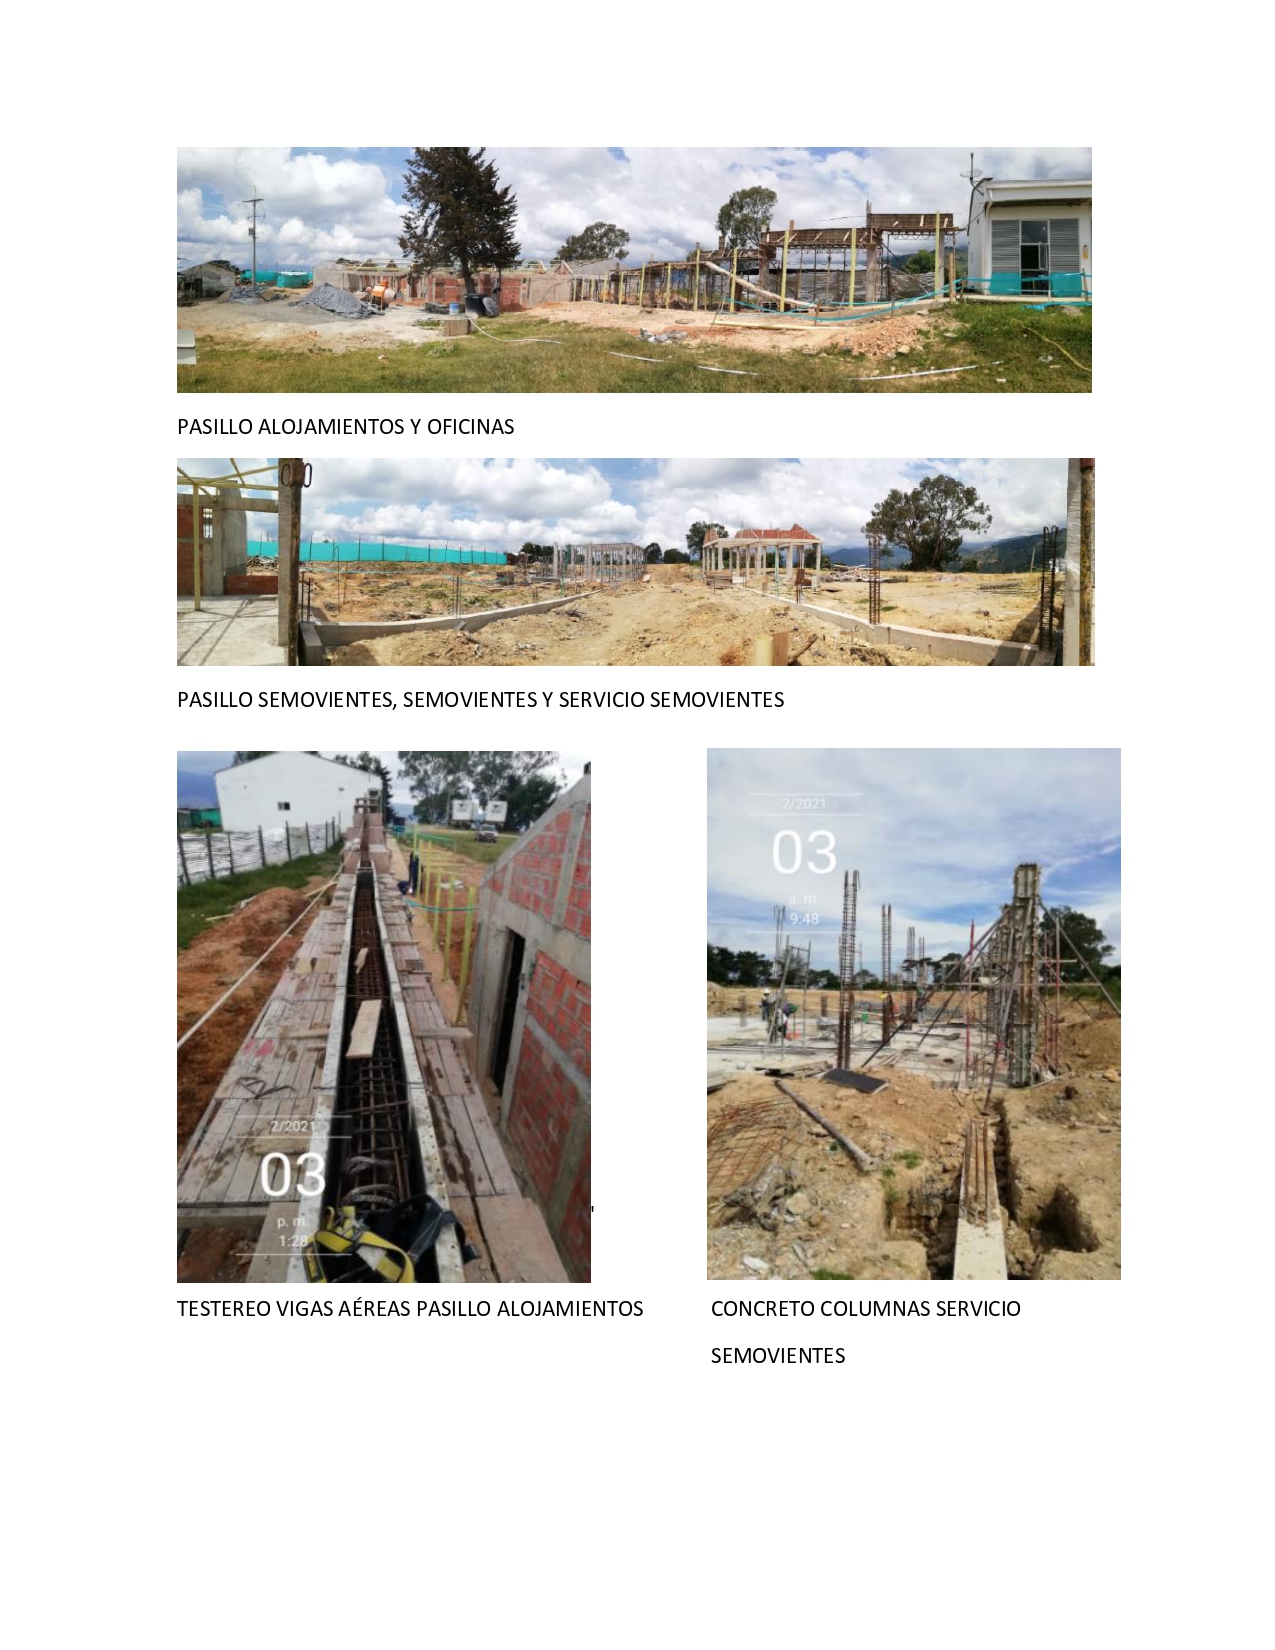 PASILLO ALOJAMIENTOS Y OFICINAS
PASILLO SEMOVIENTES, SEMOVIENTES Y SERVICIO SEMOVIENTES
2/2021
03
p. m.
1:28
2/2021
03
a. m.
9:48
TESTEREO VIGAS AÉREAS PASILLO ALOJAMIENTOS
CONCRETO COLUMNAS SERVICIO
SEMOVIENTES